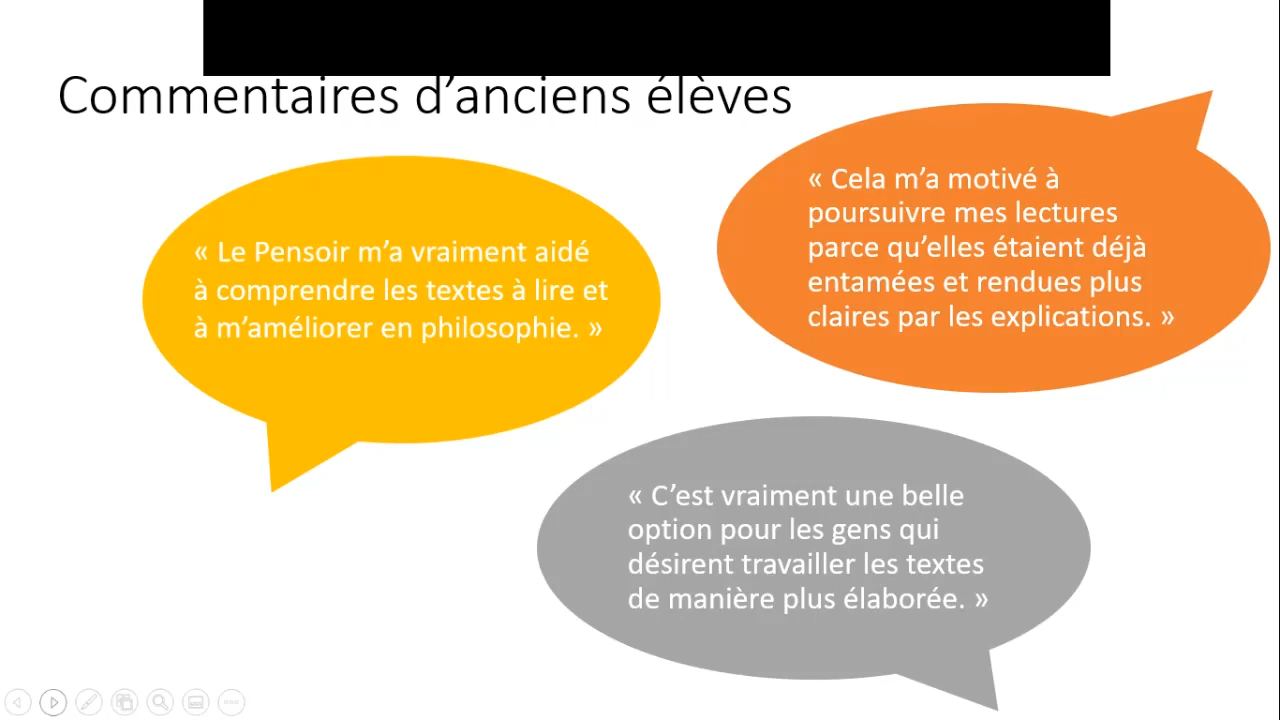 Commentaires d’anciens élèves
« Le Pensoir m’a vraiment aidé
à comprendre les textes à lire et
à m’améliorer en philosophie. »
« Cela m’a motivé à
poursuivre mes lectures
parce qu’elles étaient déjà
entamées et rendues plus
claires par les explications. »
« C’est vraiment une belle
option pour les gens qui
désirent travailler les textes
de manière plus élaborée. »